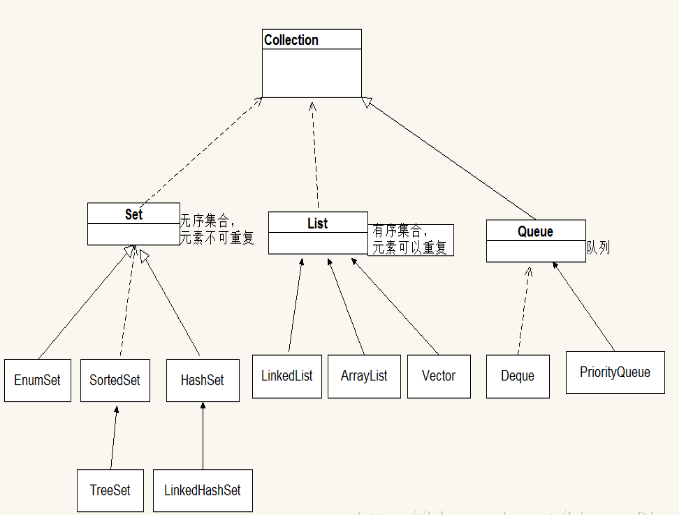 Collection
Set
无序集合，
元素不可重复
List
有序集合，
元素可以重复
Queue
队列
EnumSet
SortedSet
HashSet
LinkedList
ArrayList
Vector
Deque
PriorityQueue
TreeSet
LinkedHashSet